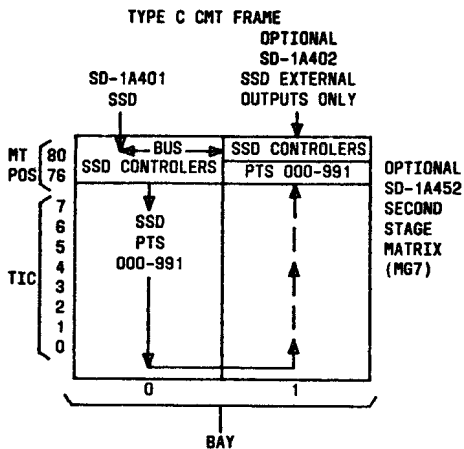 TYPE C CMT FRAME
OPTIONAL
SD-1A402
SSD EXTERNAL
OUTPUTS ONLY
SD-1A401
SSD
BUS
SSD CONTROLERS
SSD CONTROLERS
PTS 000-991
MT
POS
80
76
OPTIONAL
SD-1A452
SECOND
STAGE
MATRIX
(MG7)
TIC
7
6
5
4
3
2
1
0
SSD
PTS
000-991
0
1
BAY